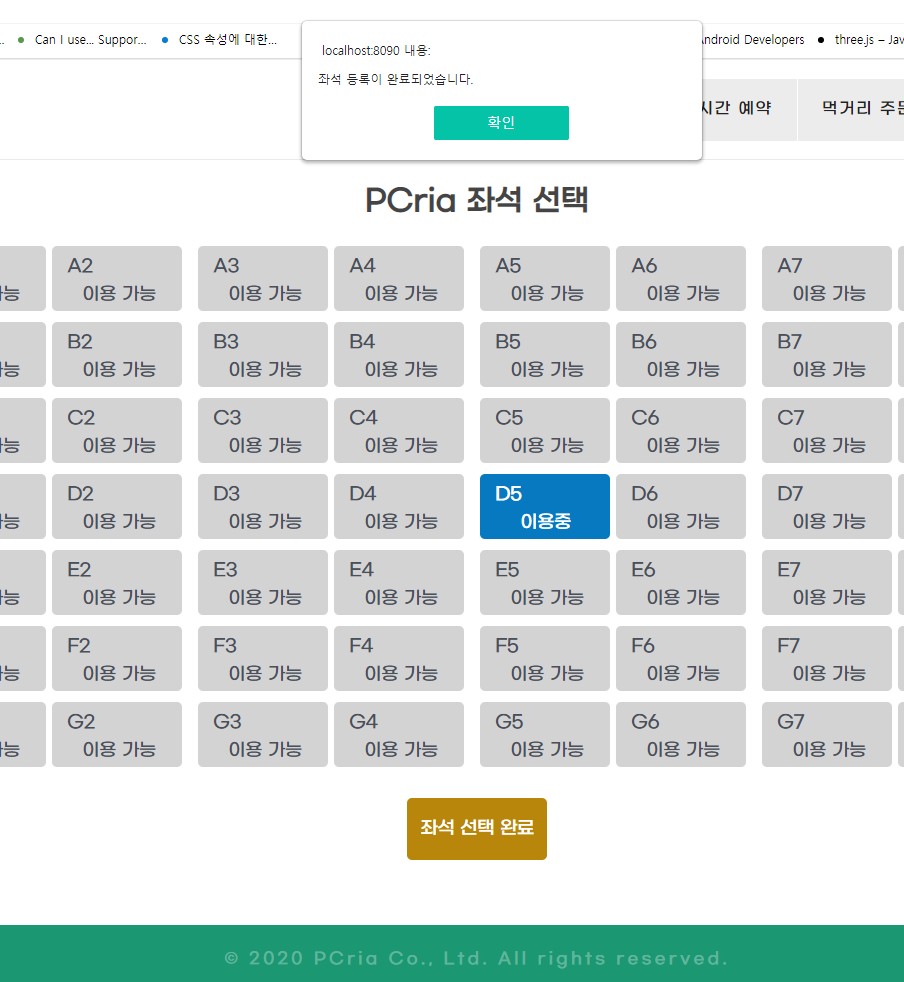 Can I use... Suppor...
CSS 속성에 대한...
Android Developers
three.js – Jav
localhost:8090 내용:
좌석 등록이 완료되었습니다.
확인
시간 예약
먹거리 주문
PCria 좌석 선택
A2 A3 A4 A5 A6 A7
능 이용 가능 이용 가능 이용 가능 이용 가능 이용 가능 이용 가능
B2 B3 B4 B5 B6 B7
능 이용 가능 이용 가능 이용 가능 이용 가능 이용 가능 이용 가능
C2 C3 C4 C5 C6 C7
능 이용 가능 이용 가능 이용 가능 이용 가능 이용 가능 이용 가능
D2 D3 D4 D5 D6 D7
능 이용 가능 이용 가능 이용 가능 이용중 이용 가능 이용 가능
E2 E3 E4 E5 E6 E7
능 이용 가능 이용 가능 이용 가능 이용 가능 이용 가능 이용 가능
F2 F3 F4 F5 F6 F7
능 이용 가능 이용 가능 이용 가능 이용 가능 이용 가능 이용 가능
G2 G3 G4 G5 G6 G7
능 이용 가능 이용 가능 이용 가능 이용 가능 이용 가능 이용 가능
좌석 선택 완료
© 2020 PCria Co., Ltd. All rights reserved.